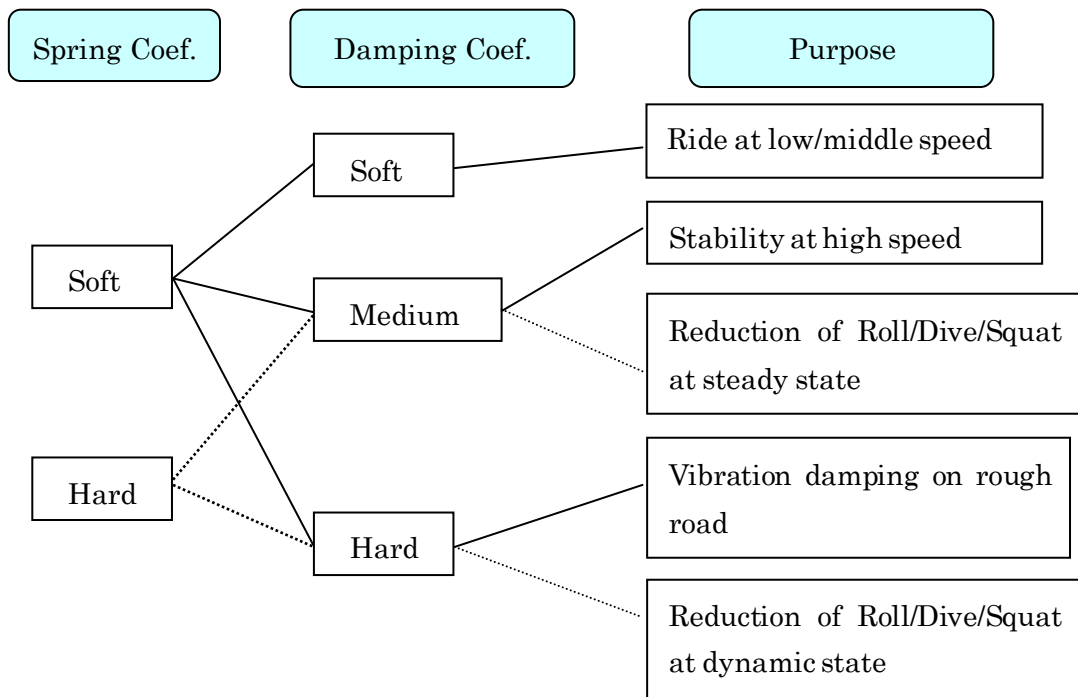 Spring Coef.
Damping Coef.
Purpose
Soft
Hard
Soft
Medium
Hard
Ride at low/middle speed
Stability at high speed
Reduction of Roll/Dive/Squat
at steady state
Vibration damping on rough
road
Reduction of Roll/Dive/Squat
at dynamic state